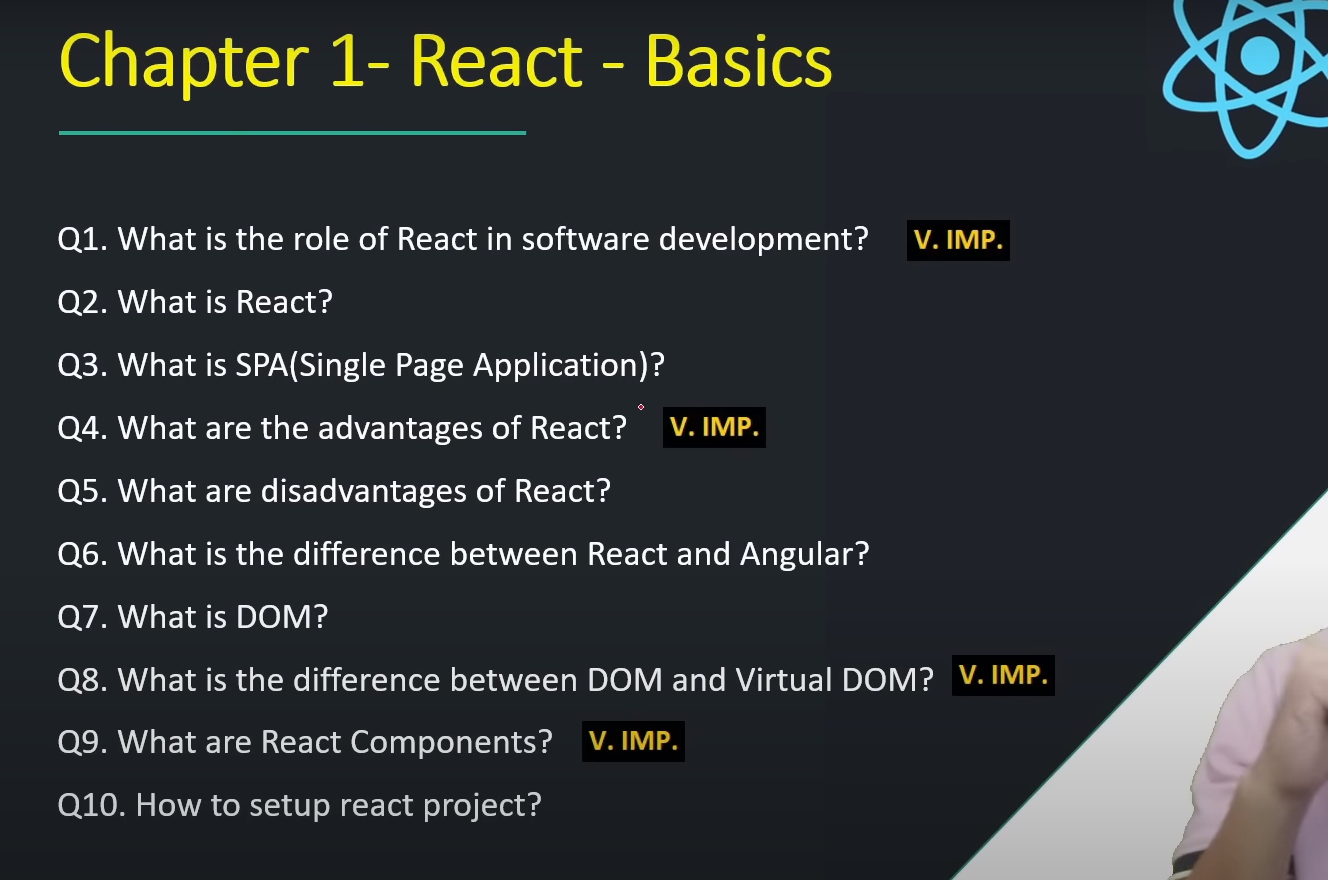 Chapter 1- React - Basics
Q1. What is the role of React in software development? V. IMP.
Q2. What is React?
Q3. What is SPA(Single Page Application)?
Q4. What are the advantages of React? V. IMP.
Q5. What are disadvantages of React?
Q6. What is the difference between React and Angular?
Q7. What is DOM?
Q8. What is the difference between DOM and Virtual DOM? V. IMP.
Q9. What are React Components? V. IMP.
Q10. How to setup react project?